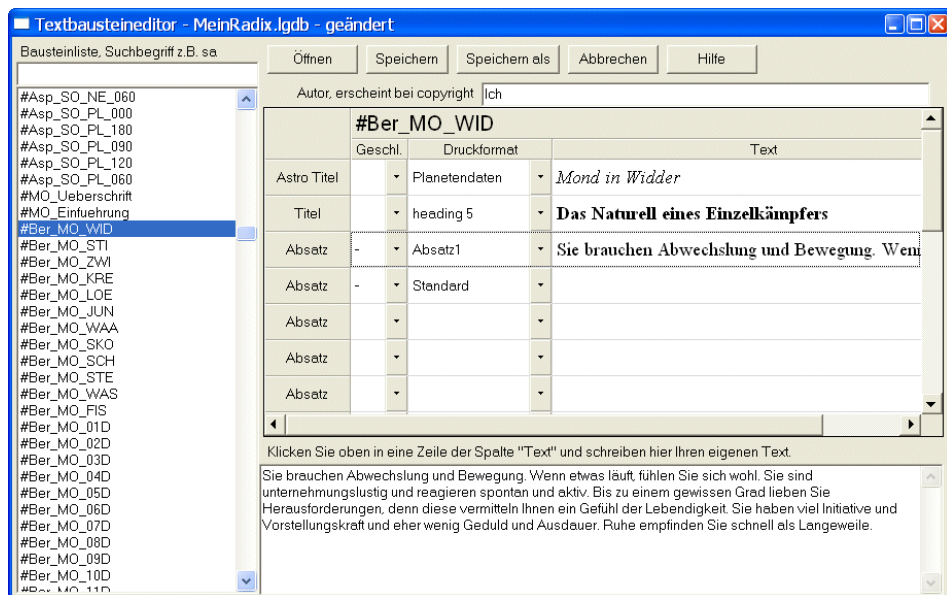 Textbausteineditor - MeinRadix.lgdb - geändert
Bausteinliste, Suchbegriff z.B. sa
Öffnen
Speichern
Speichern als
Abbrechen
Hilfe
Autor, erscheint bei copyright
Ich
#Asp_SO_NE_060
#Asp_SO_PL_000
#Asp_SO_PL_180
#Asp_SO_PL_090
#Asp_SO_PL_120
#Asp_SO_PL_060
#MO_Ueberschrift
#MO_Einfuehrung
#Ber_MO_WID
#Ber_MO_STI
#Ber_MO_ZWI
#Ber_MO_KRE
#Ber_MO_LOE
#Ber_MO_JUN
#Ber_MO_WAA
#Ber_MO_SKO
#Ber_MO_SCH
#Ber_MO_STE
#Ber_MO_WAS
#Ber_MO_FIS
#Ber_MO_01D
#Ber_MO_02D
#Ber_MO_03D
#Ber_MO_04D
#Ber_MO_05D
#Ber_MO_06D
#Ber_MO_07D
#Ber_MO_08D
#Ber_MO_09D
#Ber_MO_10D
#Ber_MO_11D
#Ber_MO_WID
Geschl. Druckformat Text
Astro Titel Planetendaten Mond in Widder
Titel heading 5 Das Naturell eines Einzelkämpfers
Absatz - Absatz1 Sie brauchen Abwechslung und Bewegung. Wenn
Absatz - Standard
Absatz
Absatz
Absatz
Klicken Sie oben in eine Zeile der Spalte "Text" und schreiben hier Ihren eigenen Text.
Sie brauchen Abwechslung und Bewegung. Wenn etwas läuft, fühlen Sie sich wohl. Sie sind
unternehmungslustig und reagieren spontan und aktiv. Bis zu einem gewissen Grad lieben Sie
Herausforderungen, denn diese vermitteln Ihnen ein Gefühl der Lebendigkeit. Sie haben viel Initiative und
Vorstellungskraft und eher wenig Geduld und Ausdauer. Ruhe empfinden Sie schnell als Langeweile.